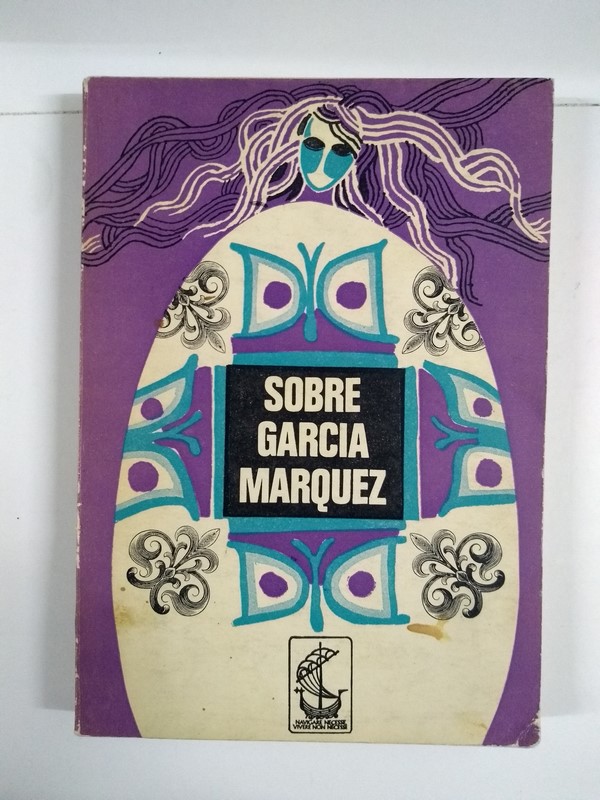 SOBRE
GARCIA
MARQUEZ
NAVIGARE NECESSE
VIVERE NON NECESSE